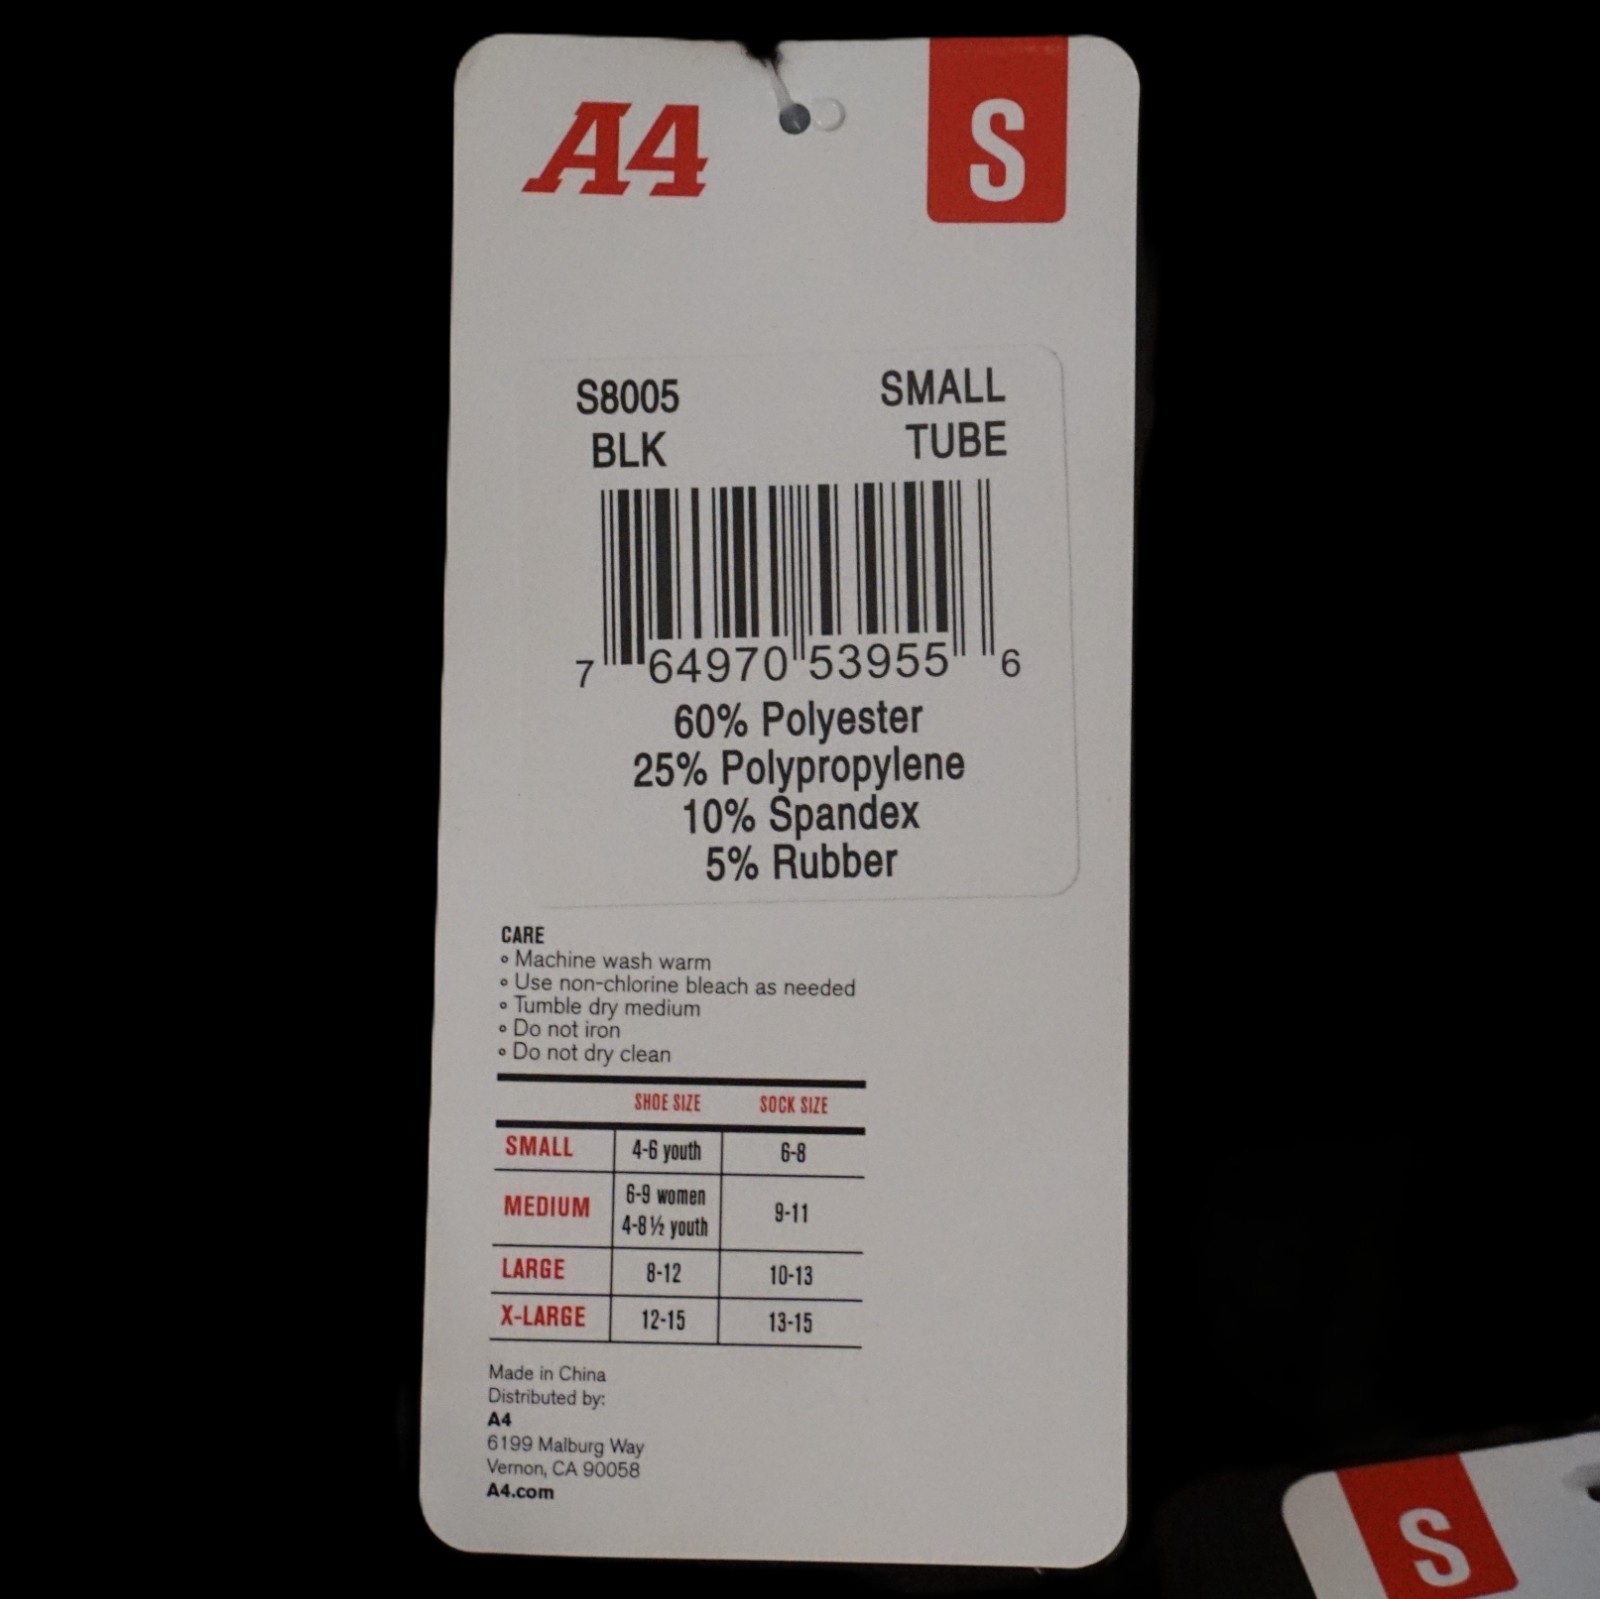 A4
S
S8005 SMALL
BLK TUBE
7 64970 53955 6
60% Polyester
25% Polypropylene
10% Spandex
5% Rubber
CARE
° Machine wash warm
° Use non-chlorine bleach as needed
° Tumble dry medium
° Do not iron
° Do not dry clean
SHOE SIZE SOCK SIZE
SMALL 4-6 youth 6-8
MEDIUM 6-9 women 4-8½ youth 9-11
LARGE 8-12 10-13
X-LARGE 12-15 13-15
Made in China
Distributed by:
A4
6199 Malburg Way
Vernon, CA 90058
A4.com
S